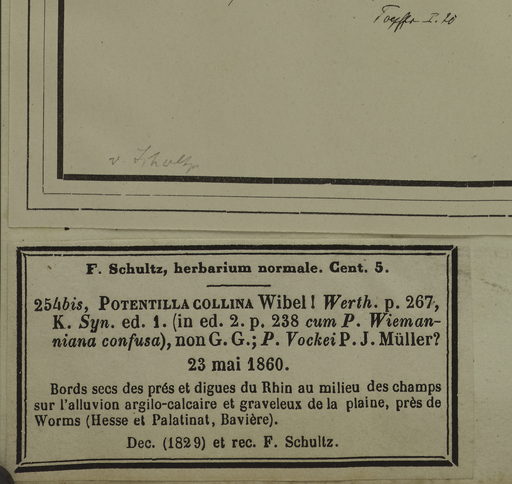 v. Schultz
F. Schultz, herbarium normale. Cent. 5.
254bis, POTENTILLA COLLINA Wibel! Werth. p. 267,
K. Syn. ed. 1. (in ed. 2. p. 238 cum P. Wieman-
niana confusa), non G. G.; P. Vockei P. J. Müller?
23 mai 1860.
Bords secs des prés et digues du Rhin au milieu des champs
sur l'alluvion argilo-calcaire et graveleux de la plaine, près de
Worms (Hesse et Palatinat, Bavière).
Dec. (1829) et rec. F. Schultz.